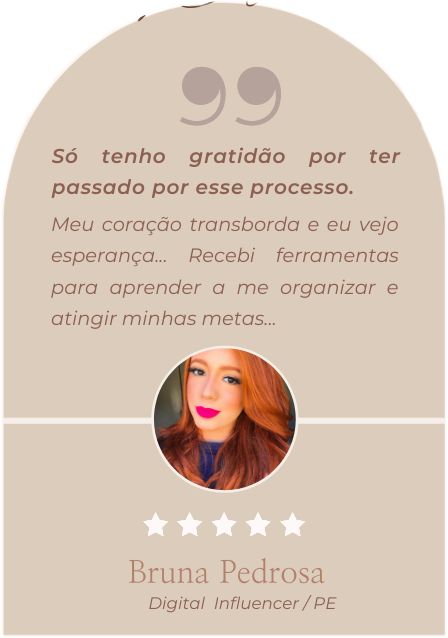 Só tenho gratidão por ter
passado por esse processo.
Meu coração transborda e eu vejo
esperança... Recebi ferramentas
para aprender a me organizar e
atingir minhas metas...
Bruna Pedrosa
Digital Influencer / PE